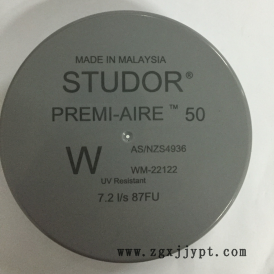 MADE IN MALAYSIA
STUDOR®
PREMI-AIRE™ 50
AS/NZS4936
W WM-22122
UV Resistant
7.2 l/s 87FU
www.zgxjjypt.com